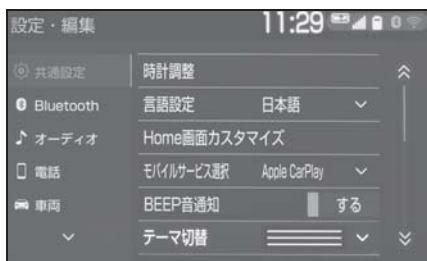 設定・編集 11:29
共通設定 時計調整
Bluetooth 言語設定 日本語
オーディオ Home画面カスタマイズ
電話 モバイルサービス選択 Apple CarPlay
車両 BEEP音通知 する
テーマ切替